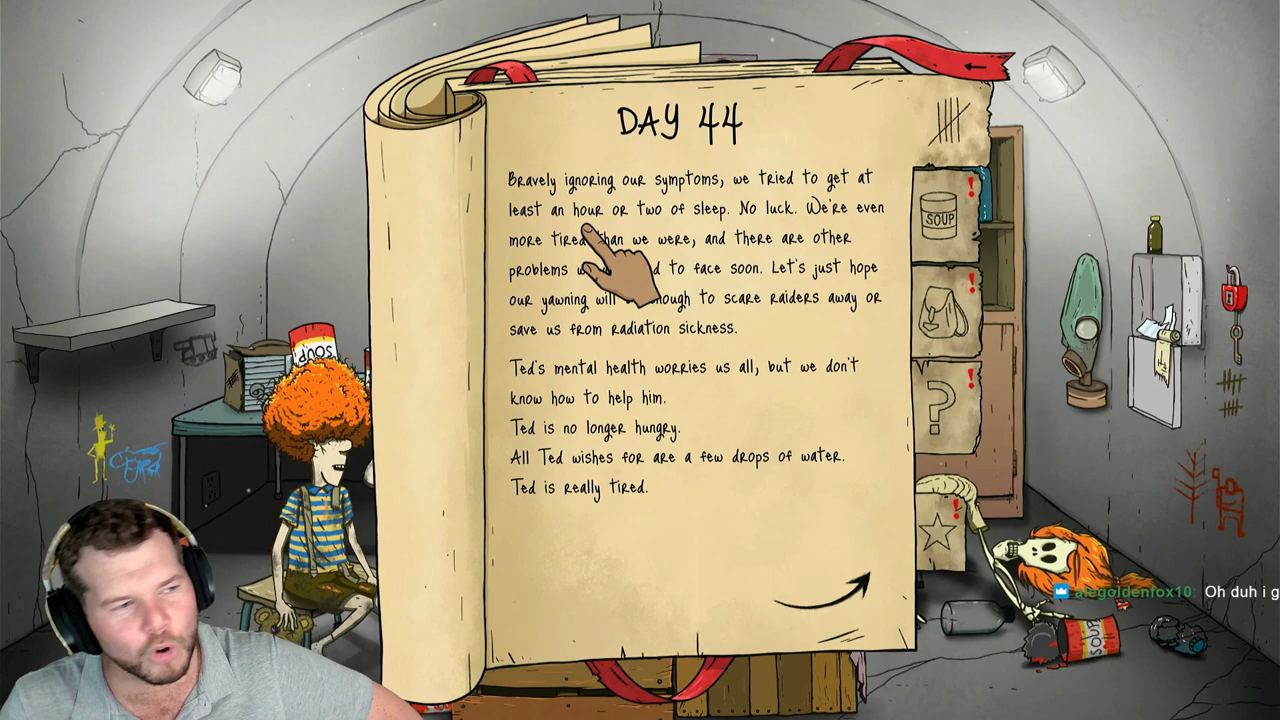 DAY 44
Bravely ignoring our symptoms, we tried to get at
least an hour or two of sleep. No luck. We're even
more tired than we were, and there are other
problems to face soon. Let's just hope
our yawning will enough to scare raiders away or
save us from radiation sickness.
Ted's mental health worries us all, but we don't
know how to help him.
Ted is no longer hungry.
All Ted wishes for are a few drops of water.
Ted is really tired.
SOUP
!
!
?
!
!
SOUP
SOUP
alegoldenfox10: Oh duh i g